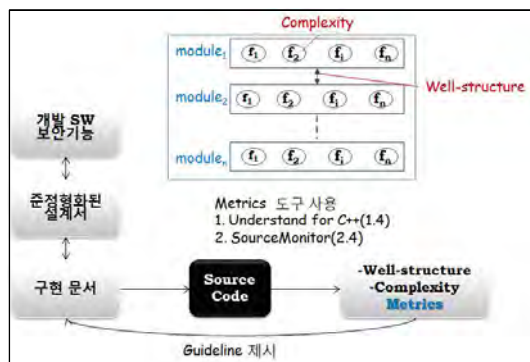 Complexity
module₁ f₁ f₂ fᵢ fₙ
Well-structure
module₂ f₁ f₂ fᵢ fₙ
moduleₙ f₁ f₂ fᵢ fₙ
개발 SW
보안기능
준정형화된
설계서
Metrics 도구 사용
1. Understand for C++(1.4)
2. SourceMonitor(2.4)
구현 문서
Source
Code
-Well-structure
-Complexity
Metrics
Guideline 제시